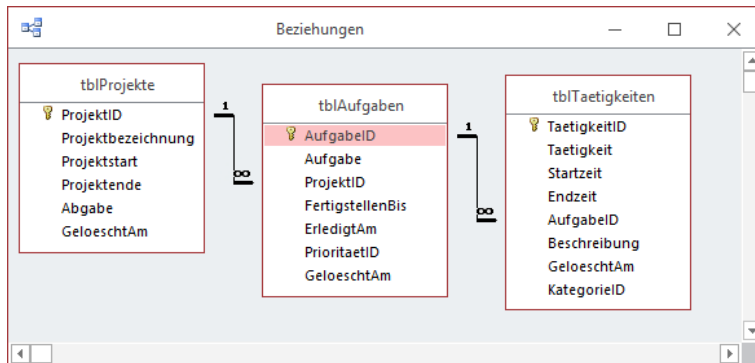 Beziehungen
tblProjekte
ProjektID
Projektbezeichnung
Projektstart
Projektende
Abgabe
GeloeschtAm
1
∞
tblAufgaben
AufgabeID
Aufgabe
ProjektID
FertigstellenBis
ErledigtAm
PrioritaetID
GeloeschtAm
1
∞
tblTaetigkeiten
TaetigkeitID
Taetigkeit
Startzeit
Endzeit
AufgabeID
Beschreibung
GeloeschtAm
KategorieID